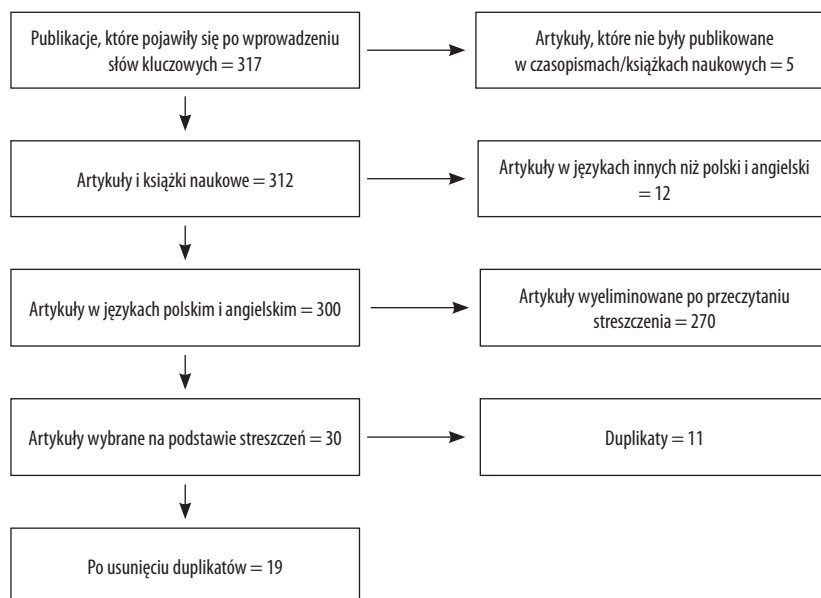 Publikacje, które pojawiły się po wprowadzeniu
słów kluczowych = 317
Artykuły, które nie były publikowane
w czasopismach/książkach naukowych = 5
Artykuły i książki naukowe = 312
Artykuły w językach innych niż polski i angielski
= 12
Artykuły w językach polskim i angielskim = 300
Artykuły wyeliminowane po przeczytaniu
streszczenia = 270
Artykuły wybrane na podstawie streszczeń = 30
Duplikaty = 11
Po usunięciu duplikatów = 19